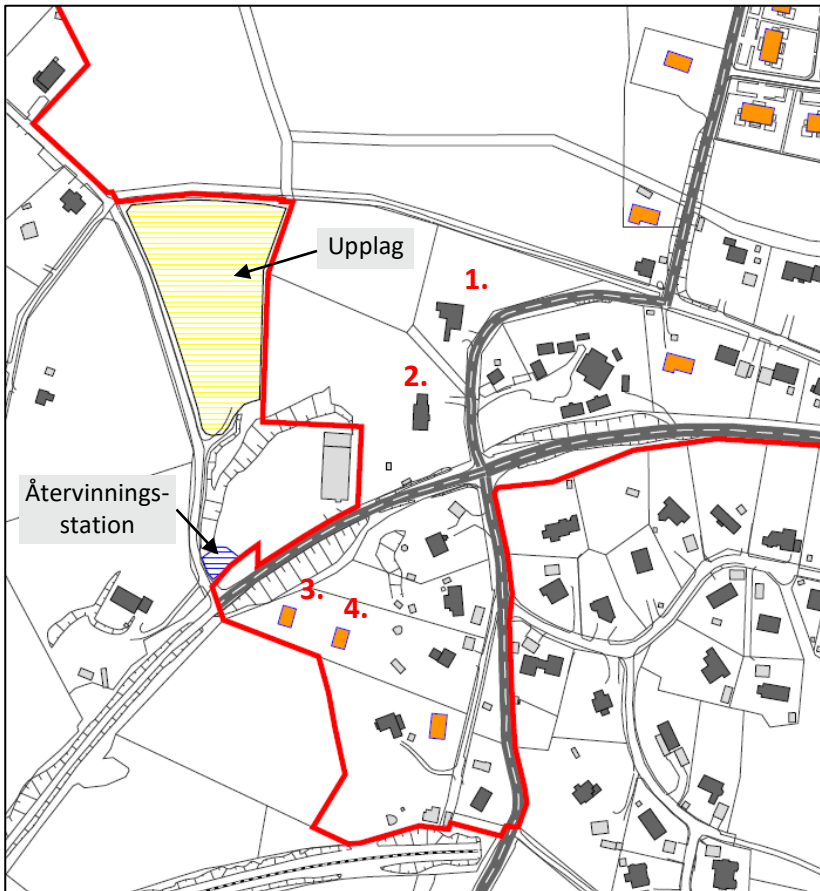 Upplag
1.
2.
Återvinnings-
station
3.
4.